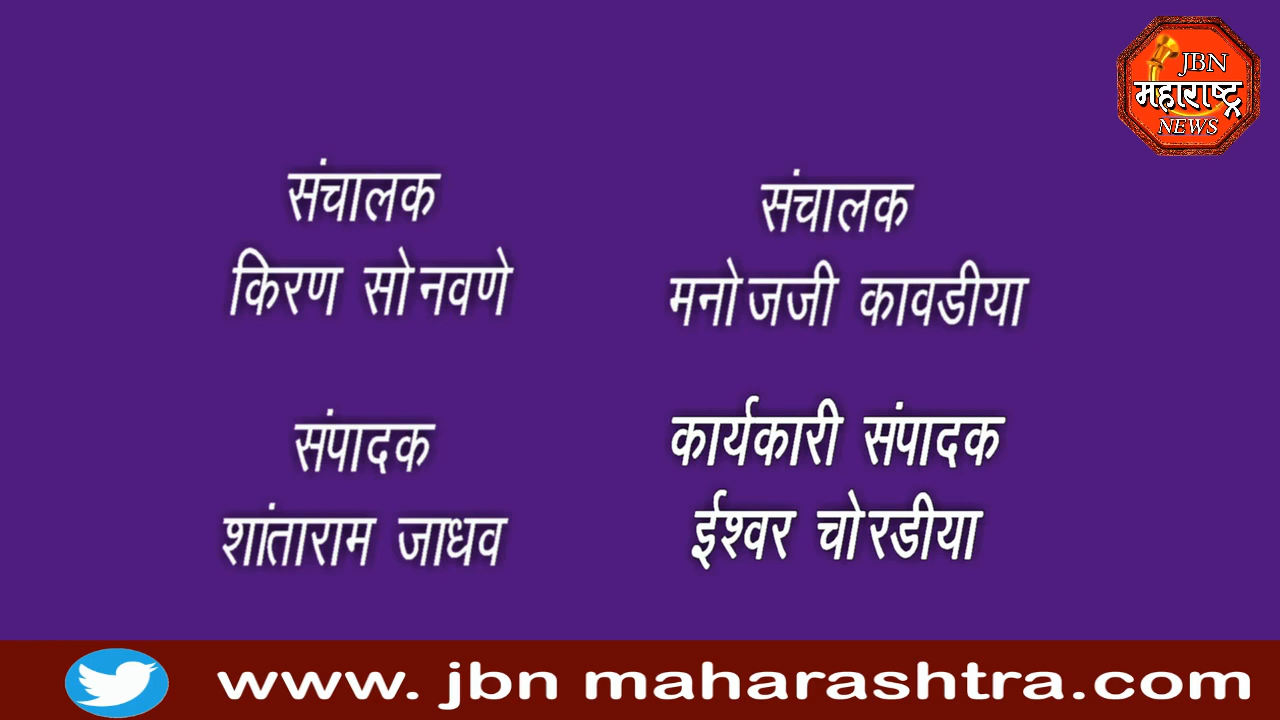 JBN
महाराष्ट्र
NEWS
संचालक
किरण सोनवणे
संचालक
मनोजजी कावडीया
संपादक
शांताराम जाधव
कार्यकारी संपादक
ईश्वर चोरडीया
www. jbn maharashtra.com